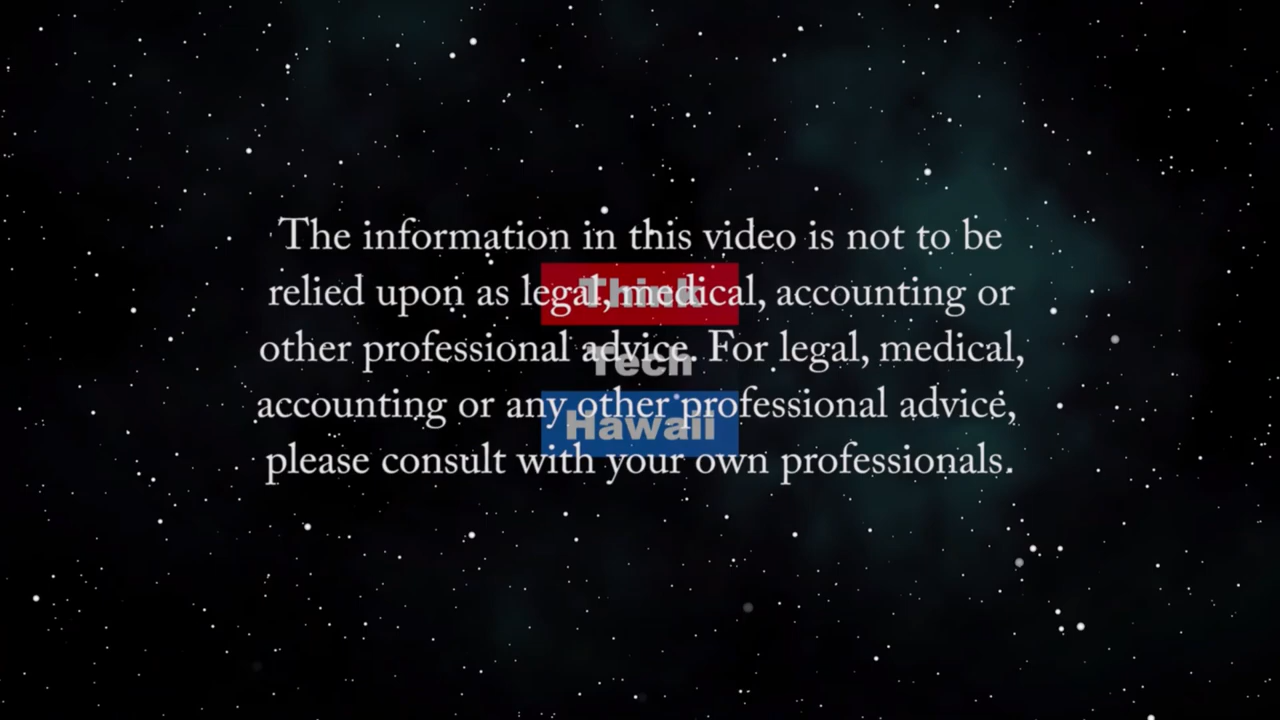 The information in this video is not to be
relied upon as legal, medical, accounting or
other professional advice. For legal, medical,
accounting or any other professional advice,
please consult with your own professionals.
Think
Tech
Hawaii